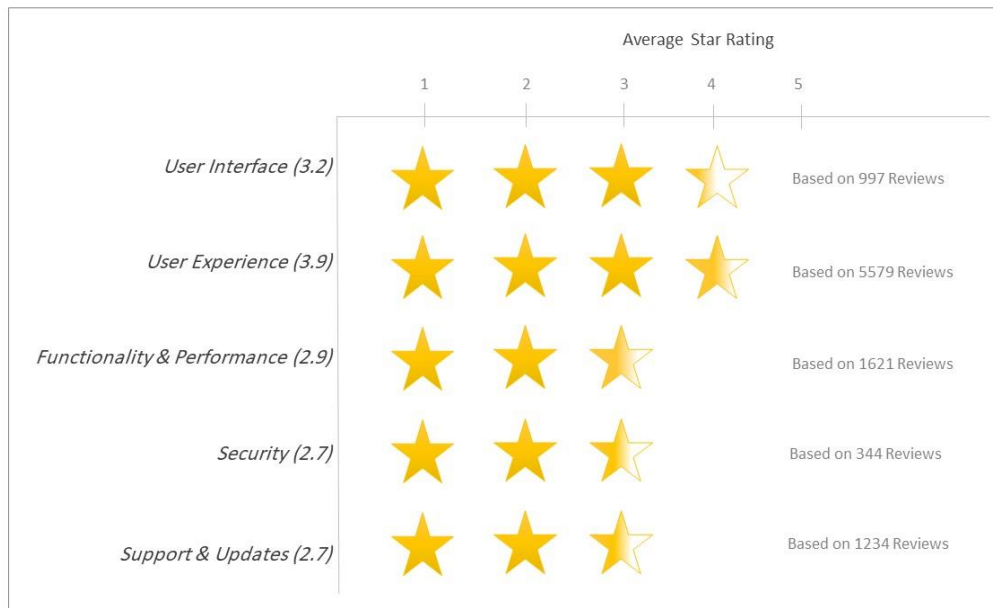 Average Star Rating
1 2 3 4 5
User Interface (3.2)
Based on 997 Reviews
User Experience (3.9)
Based on 5579 Reviews
Functionality & Performance (2.9)
Based on 1621 Reviews
Security (2.7)
Based on 344 Reviews
Support & Updates (2.7)
Based on 1234 Reviews